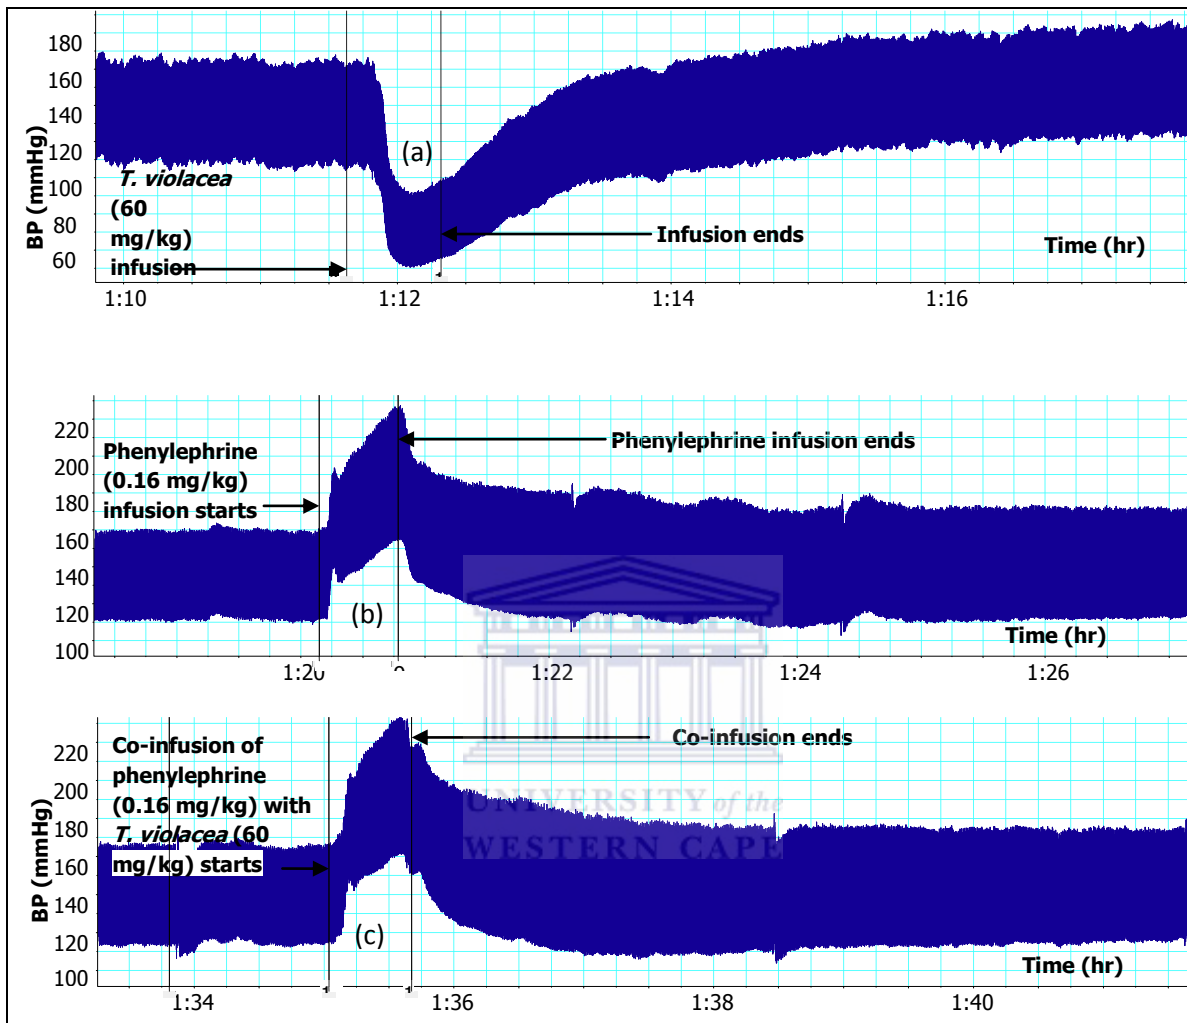 180
160
140
120
100
80
60
BP (mmHg)
(a)
T. violacea
(60
mg/kg)
infusion
Infusion ends
Time (hr)
1:10
1:12
1:14
1:16
220
200
180
160
140
120
100
Phenylephrine
(0.16 mg/kg)
infusion starts
Phenylephrine infusion ends
(b)
Time (hr)
1:20
1:22
1:24
1:26
220
200
180
160
140
120
100
BP (mmHg)
Co-infusion of
phenylephrine
(0.16 mg/kg) with
T. violacea (60
mg/kg) starts
Co-infusion ends
(c)
UNIVERSITY of the
WESTERN CAPE
Time (hr)
1:34
1:36
1:38
1:40